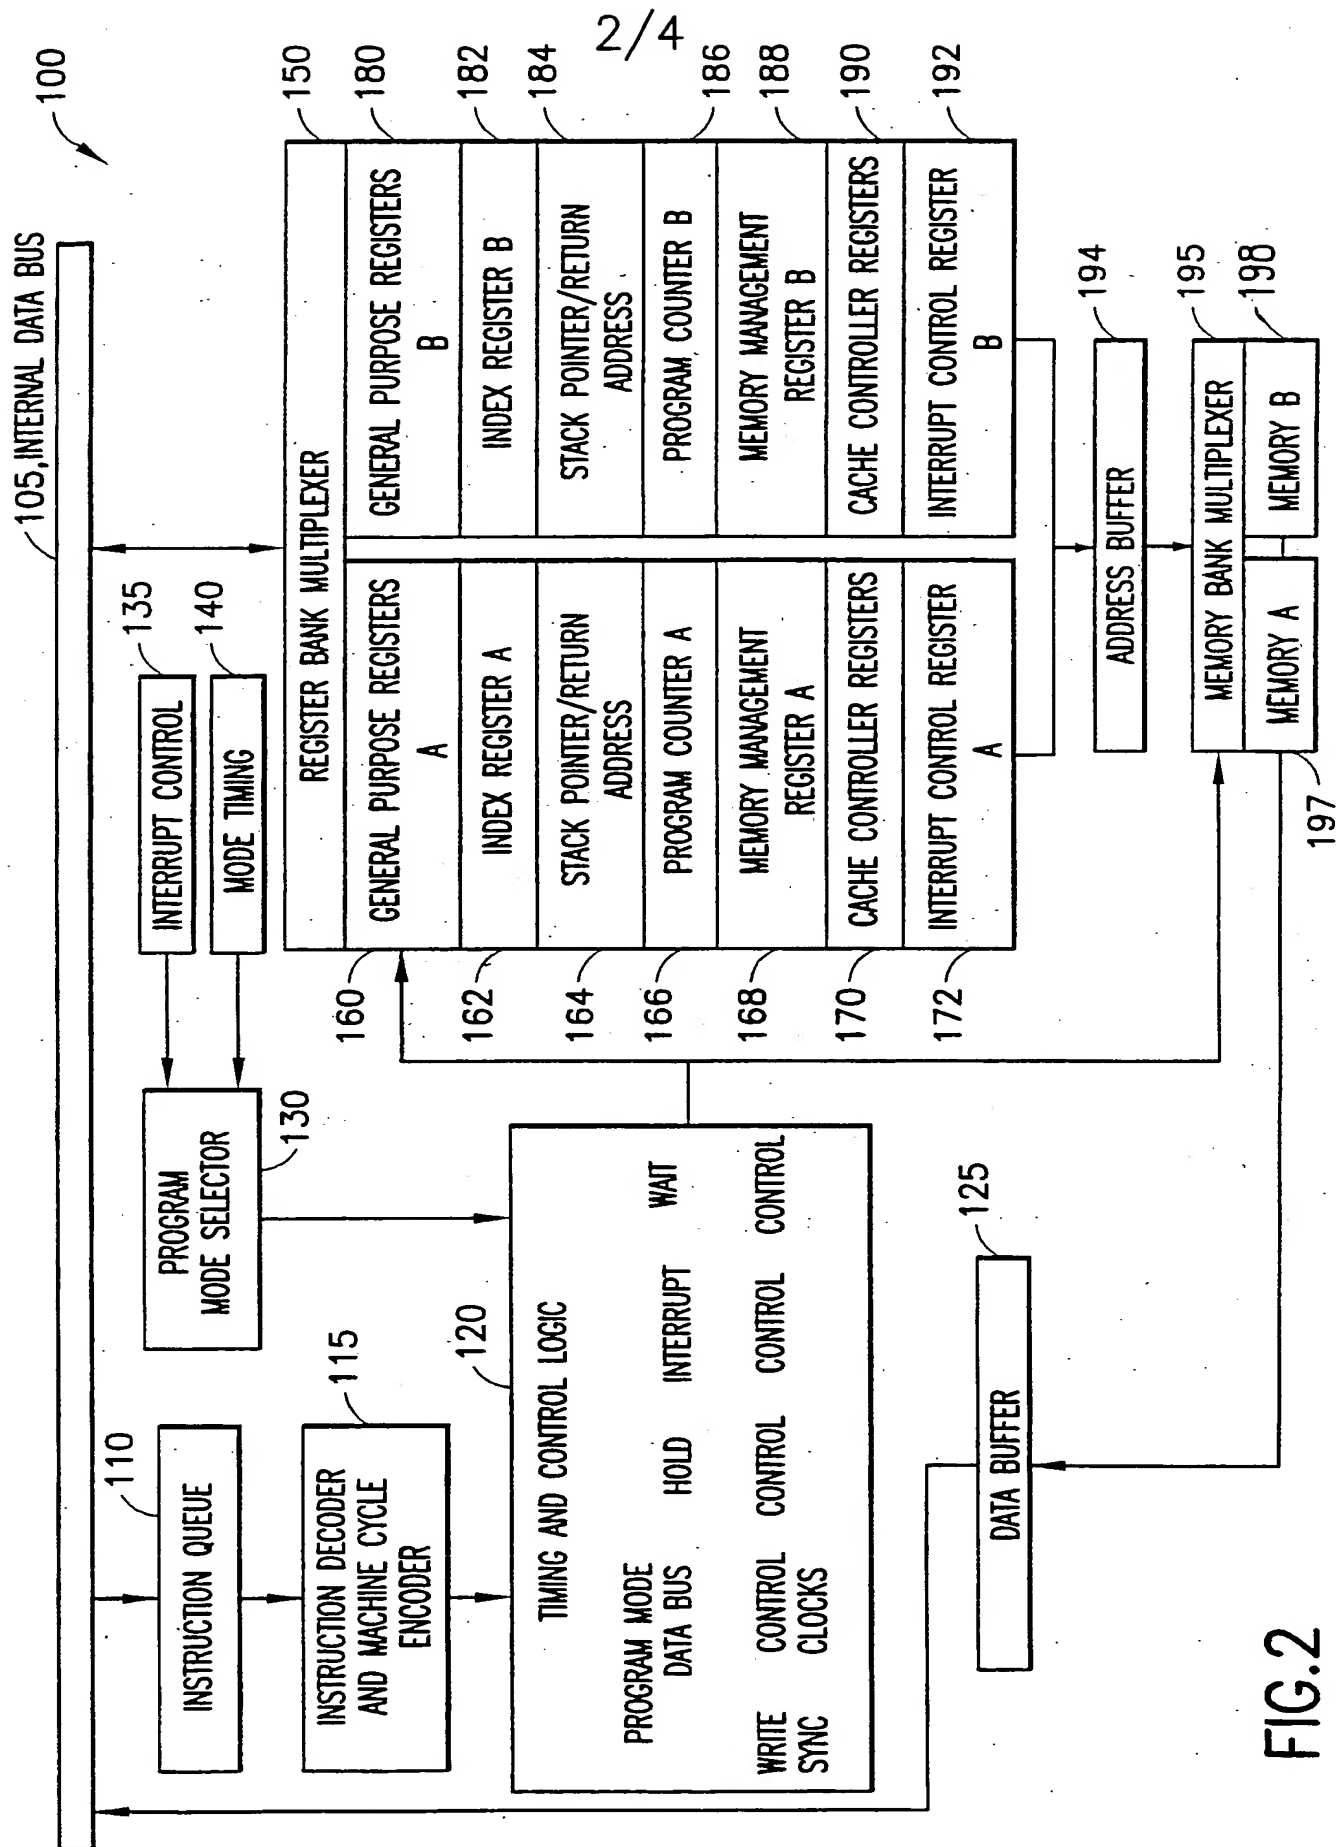 2/4
100
105,INTERNAL DATA BUS
110
INSTRUCTION QUEUE
115
INSTRUCTION DECODER
AND MACHINE CYCLE
ENCODER
PROGRAM
MODE SELECTOR
130
INTERRUPT CONTROL
135
MODE TIMING
140
120
TIMING AND CONTROL LOGIC
PROGRAM MODE
DATA BUS HOLD INTERRUPT WAIT
WRITE CONTROL CONTROL CONTROL CONTROL
SYNC CLOCKS
125
DATA BUFFER
REGISTER BANK MULTIPLEXER
150
160
GENERAL PURPOSE REGISTERS
A
GENERAL PURPOSE REGISTERS
B
180
162
INDEX REGISTER A
INDEX REGISTER B
182
164
STACK POINTER/RETURN
ADDRESS
STACK POINTER/RETURN
ADDRESS
184
166
PROGRAM COUNTER A
PROGRAM COUNTER B
186
168
MEMORY MANAGEMENT
REGISTER A
MEMORY MANAGEMENT
REGISTER B
188
170
CACHE CONTROLLER REGISTERS
CACHE CONTROLLER REGISTERS
190
172
INTERRUPT CONTROL REGISTER
A
INTERRUPT CONTROL REGISTER
B
192
ADDRESS BUFFER
194
MEMORY BANK MULTIPLEXER
195
MEMORY A
197
MEMORY B
198
FIG.2